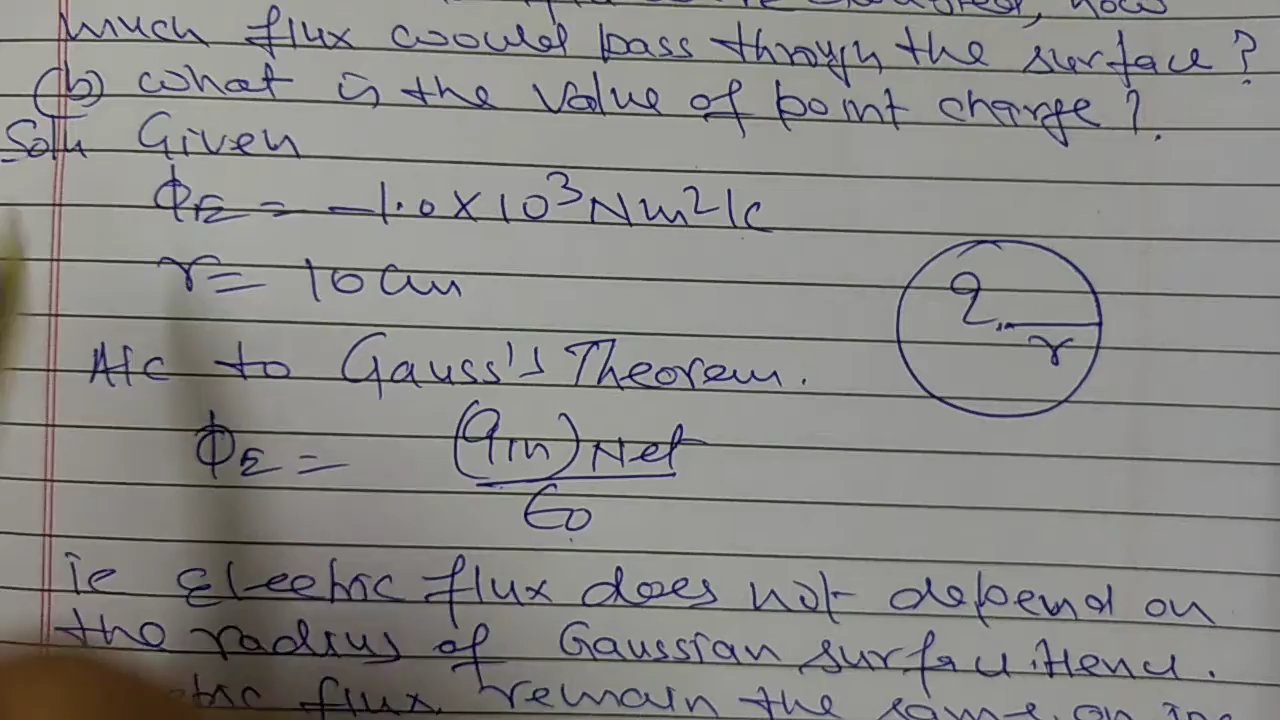 much flux would pass through the surface?
(b) what is the value of point charge?
Soln Given
ΦE = -1.0×10³ Nm²/C
r = 10 cm
q
r
A/c to Gauss's Theorem.
ΦE = (qin)Net / ε0
ie Electric flux does not depend on
the radius of Gaussian surface. Hence.
flux remain the same on